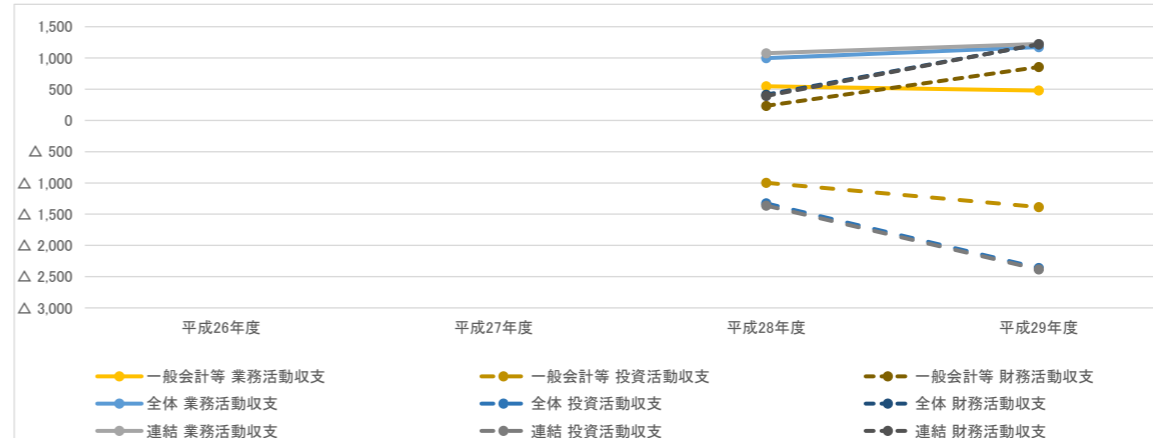 1,500
1,000
500
0
△ 500
△ 1,000
△ 1,500
△ 2,000
△ 2,500
△ 3,000
平成26年度 平成27年度 平成28年度 平成29年度
一般会計等 業務活動収支 一般会計等 投資活動収支 一般会計等 財務活動収支
全体 業務活動収支 全体 投資活動収支 全体 財務活動収支
連結 業務活動収支 連結 投資活動収支 連結 財務活動収支